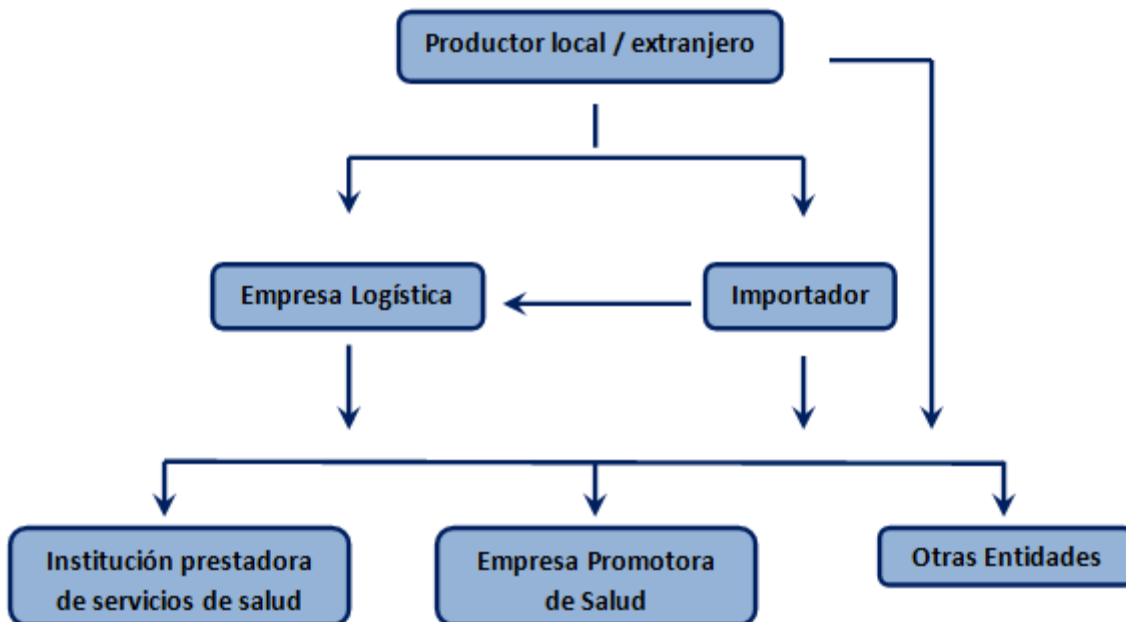 Productor local / extranjero
Empresa Logística
Importador
Institución prestadora
de servicios de salud
Empresa Promotora
de Salud
Otras Entidades